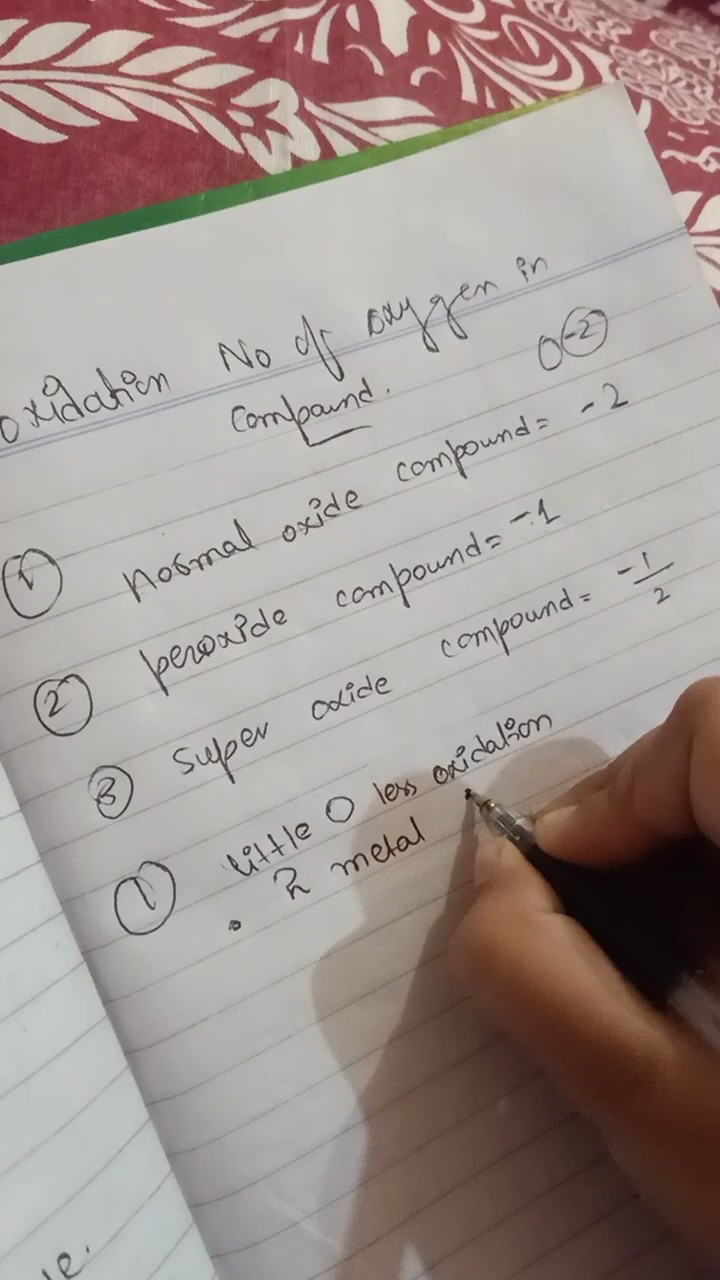 Oxidation No of oxygen in
compound. O -2
1 normal oxide compound = -2
2 peroxide compound = -1
3 super oxide compound = -1/2
1 little O less oxidation
. 2 metal